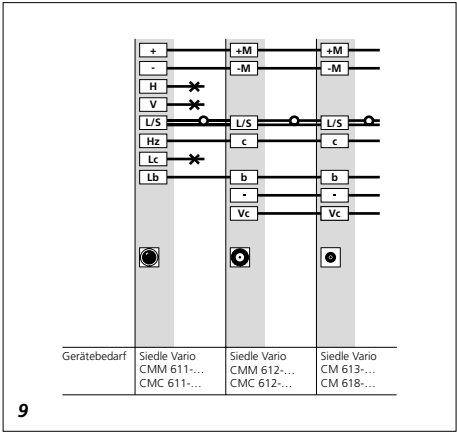 + +M +M
- -M -M
H
V
L/S L/S L/S
Hz c c
Lc
Lb b b
- -
Vc Vc
Gerätebedarf Siedle Vario Siedle Vario Siedle Vario
CMM 611-... CMM 612-... CM 613-...
CMC 611-... CMC 612-... CM 618-...
9